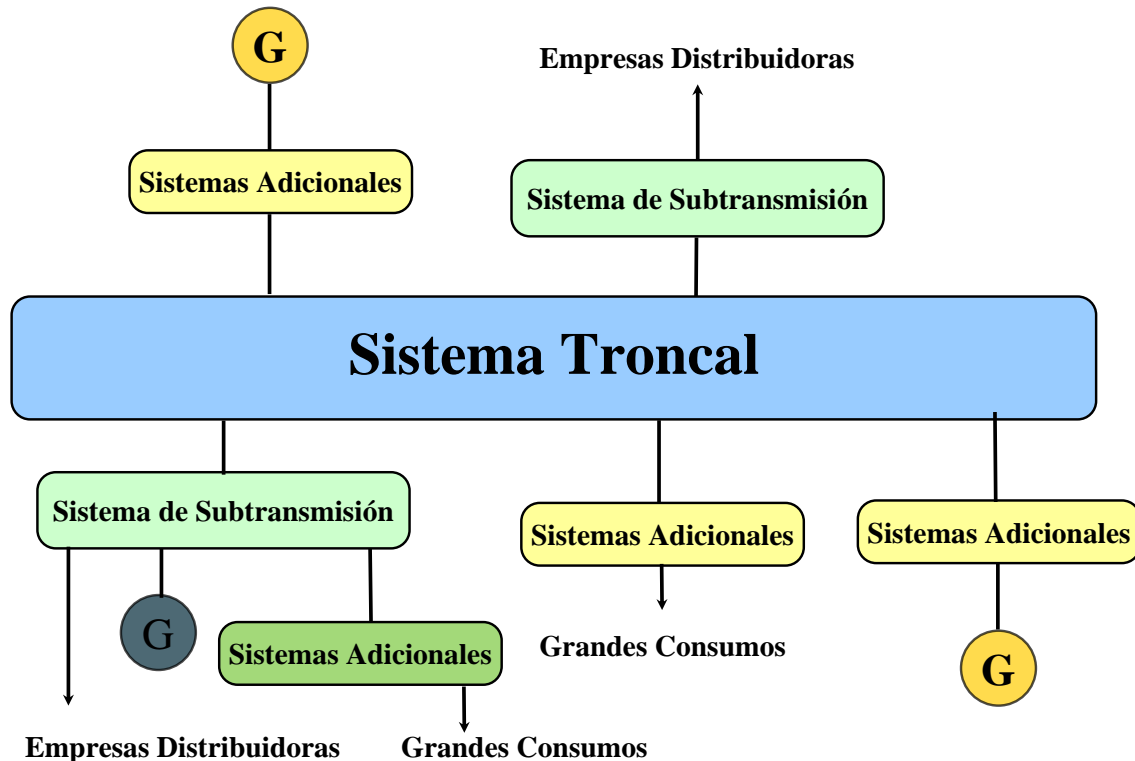 G
Empresas Distribuidoras
Sistemas Adicionales
Sistema de Subtransmisión
Sistema Troncal
Sistema de Subtransmisión
Sistemas Adicionales
Sistemas Adicionales
G
Sistemas Adicionales
Grandes Consumos
G
Empresas Distribuidoras
Grandes Consumos